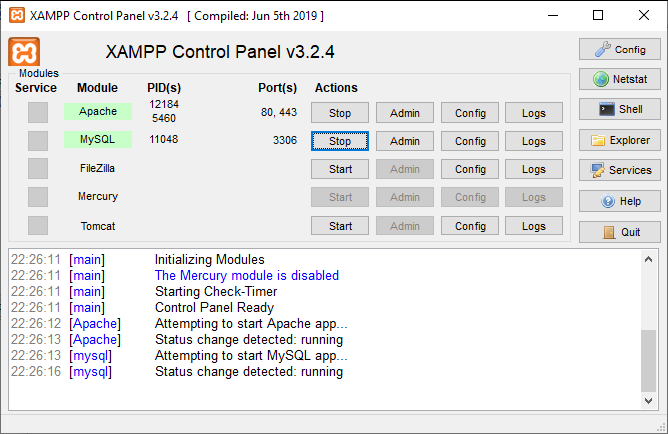 XAMPP Control Panel v3.2.4 [ Compiled: Jun 5th 2019 ]
XAMPP Control Panel v3.2.4
Config
Modules
Service Module PID(s) Port(s) Actions
Netstat
Apache 12184 5460 80, 443 Stop Admin Config Logs
Shell
MySQL 11048 3306 Stop Admin Config Logs
Explorer
FileZilla Start Admin Config Logs
Services
Mercury Start Admin Config Logs
Help
Tomcat Start Admin Config Logs
Quit
22:26:11 [main] Initializing Modules
22:26:11 [main] The Mercury module is disabled
22:26:11 [main] Starting Check-Timer
22:26:11 [main] Control Panel Ready
22:26:12 [Apache] Attempting to start Apache app...
22:26:13 [Apache] Status change detected: running
22:26:13 [mysql] Attempting to start MySQL app...
22:26:16 [mysql] Status change detected: running